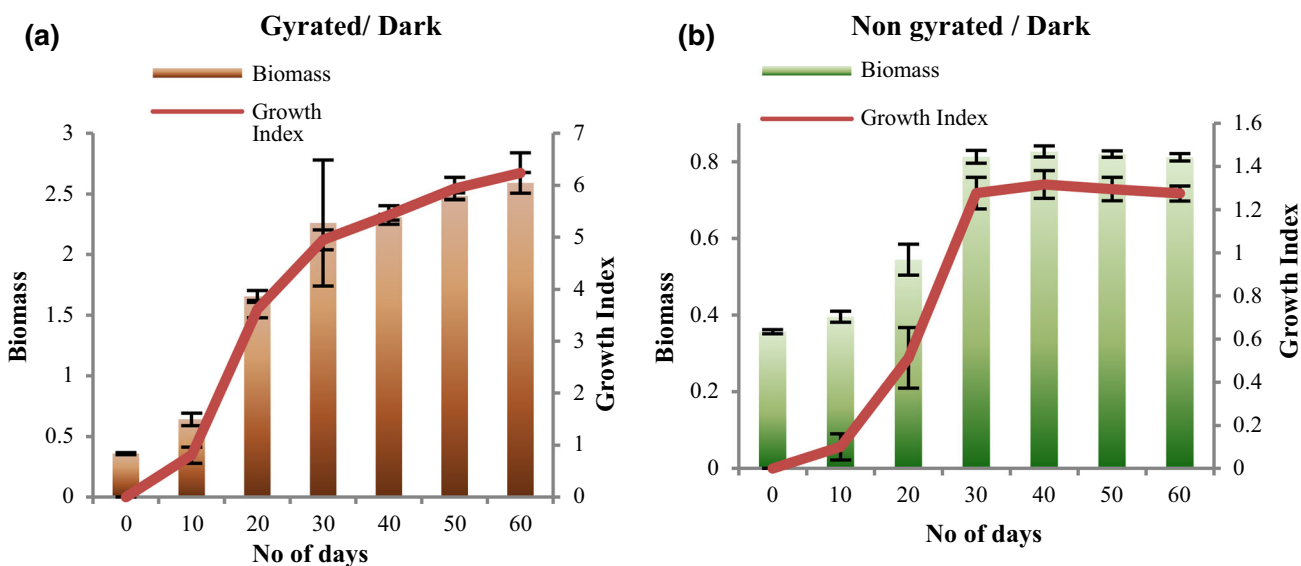 (a)
Gyrated/ Dark
Biomass
Growth
Index
3
2.5
2
1.5
1
0.5
0
Biomass
7
6
5
4
3
2
1
0
Growth Index
0 10 20 30 40 50 60
No of days
(b)
Non gyrated / Dark
Biomass
Growth Index
0.8
0.6
0.4
0.2
0
Biomass
1.6
1.4
1.2
1
0.8
0.6
0.4
0.2
0
Growth Index
0 10 20 30 40 50 60
No of days